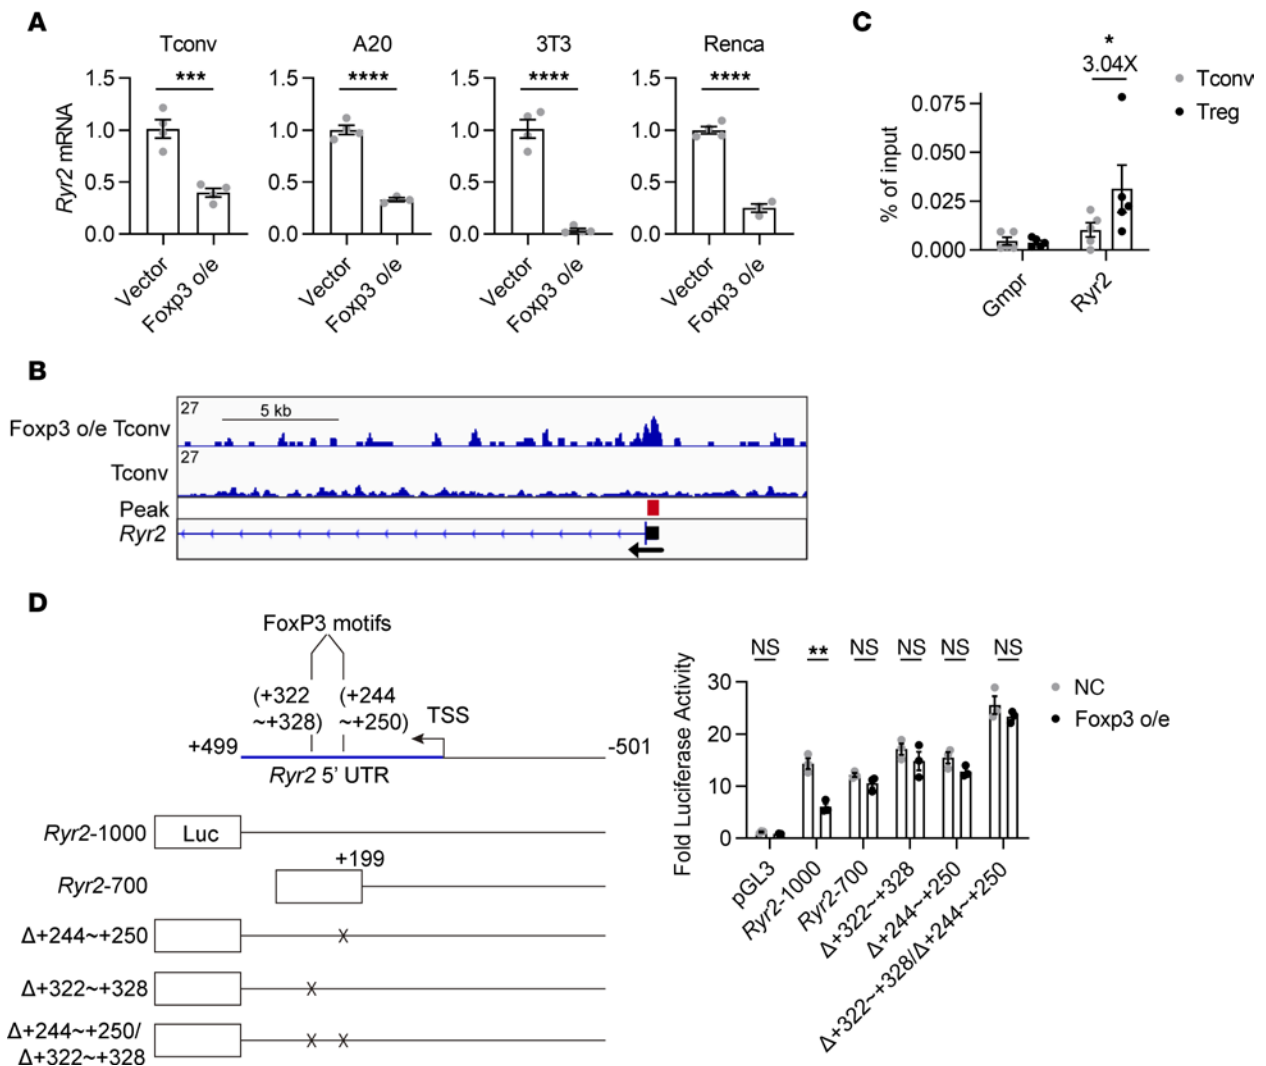 A
C
Tconv
A20
3T3
Renca
***
****
****
****
Ryr2 mRNA
1.5
1.0
0.5
0.0
1.5
1.0
0.5
0.0
1.5
1.0
0.5
0.0
1.5
1.0
0.5
0.0
Vector
Foxp3 o/e
Vector
Foxp3 o/e
Vector
Foxp3 o/e
Vector
Foxp3 o/e
*
3.04X
Tconv
Treg
% of input
0.075
0.050
0.025
0.000
Gmpr
Ryr2
B
Foxp3 o/e Tconv
27
5 kb
Tconv
27
Peak
Ryr2
D
FoxP3 motifs
(+322
~+328)
(+244
~+250)
TSS
+499
-501
Ryr2 5' UTR
Ryr2-1000
Luc
Ryr2-700
+199
Δ+244~+250
X
Δ+322~+328
X
Δ+244~+250/
Δ+322~+328
X X
NS
**
NS
NS
NS
NS
Fold Luciferase Activity
30
20
10
0
NC
Foxp3 o/e
pGL3
Ryr2-1000
Ryr2-700
Δ+322~+328
Δ+244~+250
Δ+322~+328/Δ+244~+250